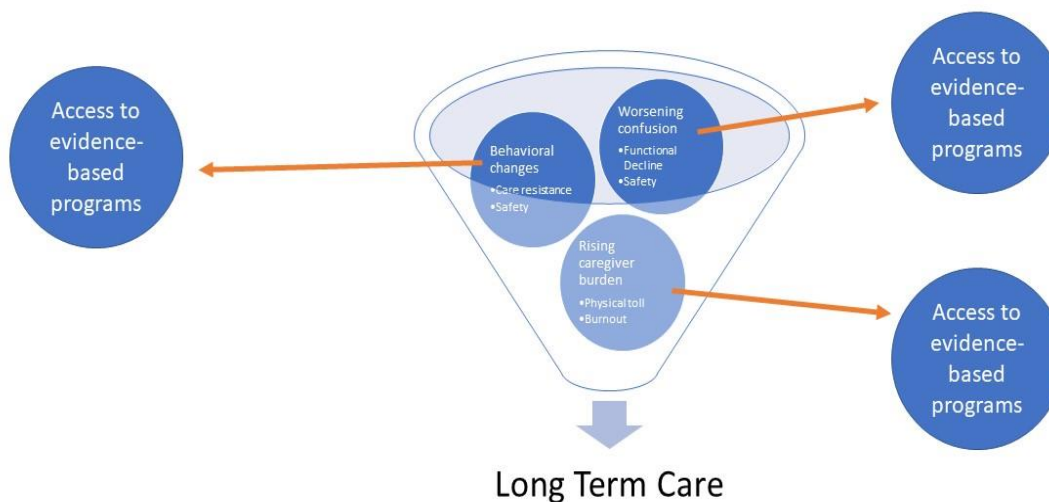 Access to
evidence-
based
programs
Behavioral
changes
•Care resistance
•Safety
Worsening
confusion
•Functional
Decline
•Safety
Rising
caregiver
burden
•Physical toll
•Burnout
Access to
evidence-
based
programs
Access to
evidence-
based
programs
Long Term Care